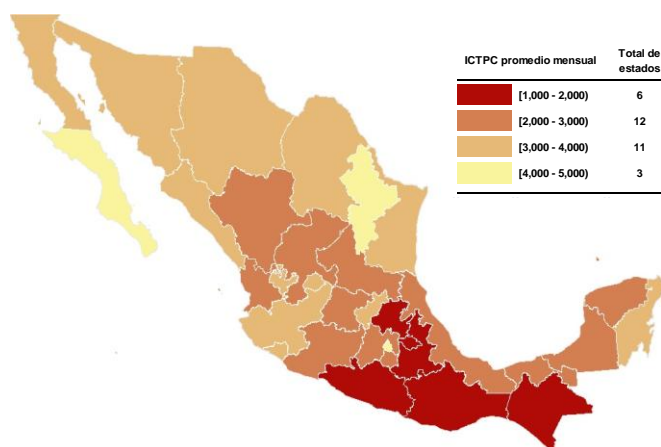 ICTPC promedio mensual Total de
estados
[1,000 - 2,000) 6
[2,000 - 3,000) 12
[3,000 - 4,000) 11
[4,000 - 5,000) 3